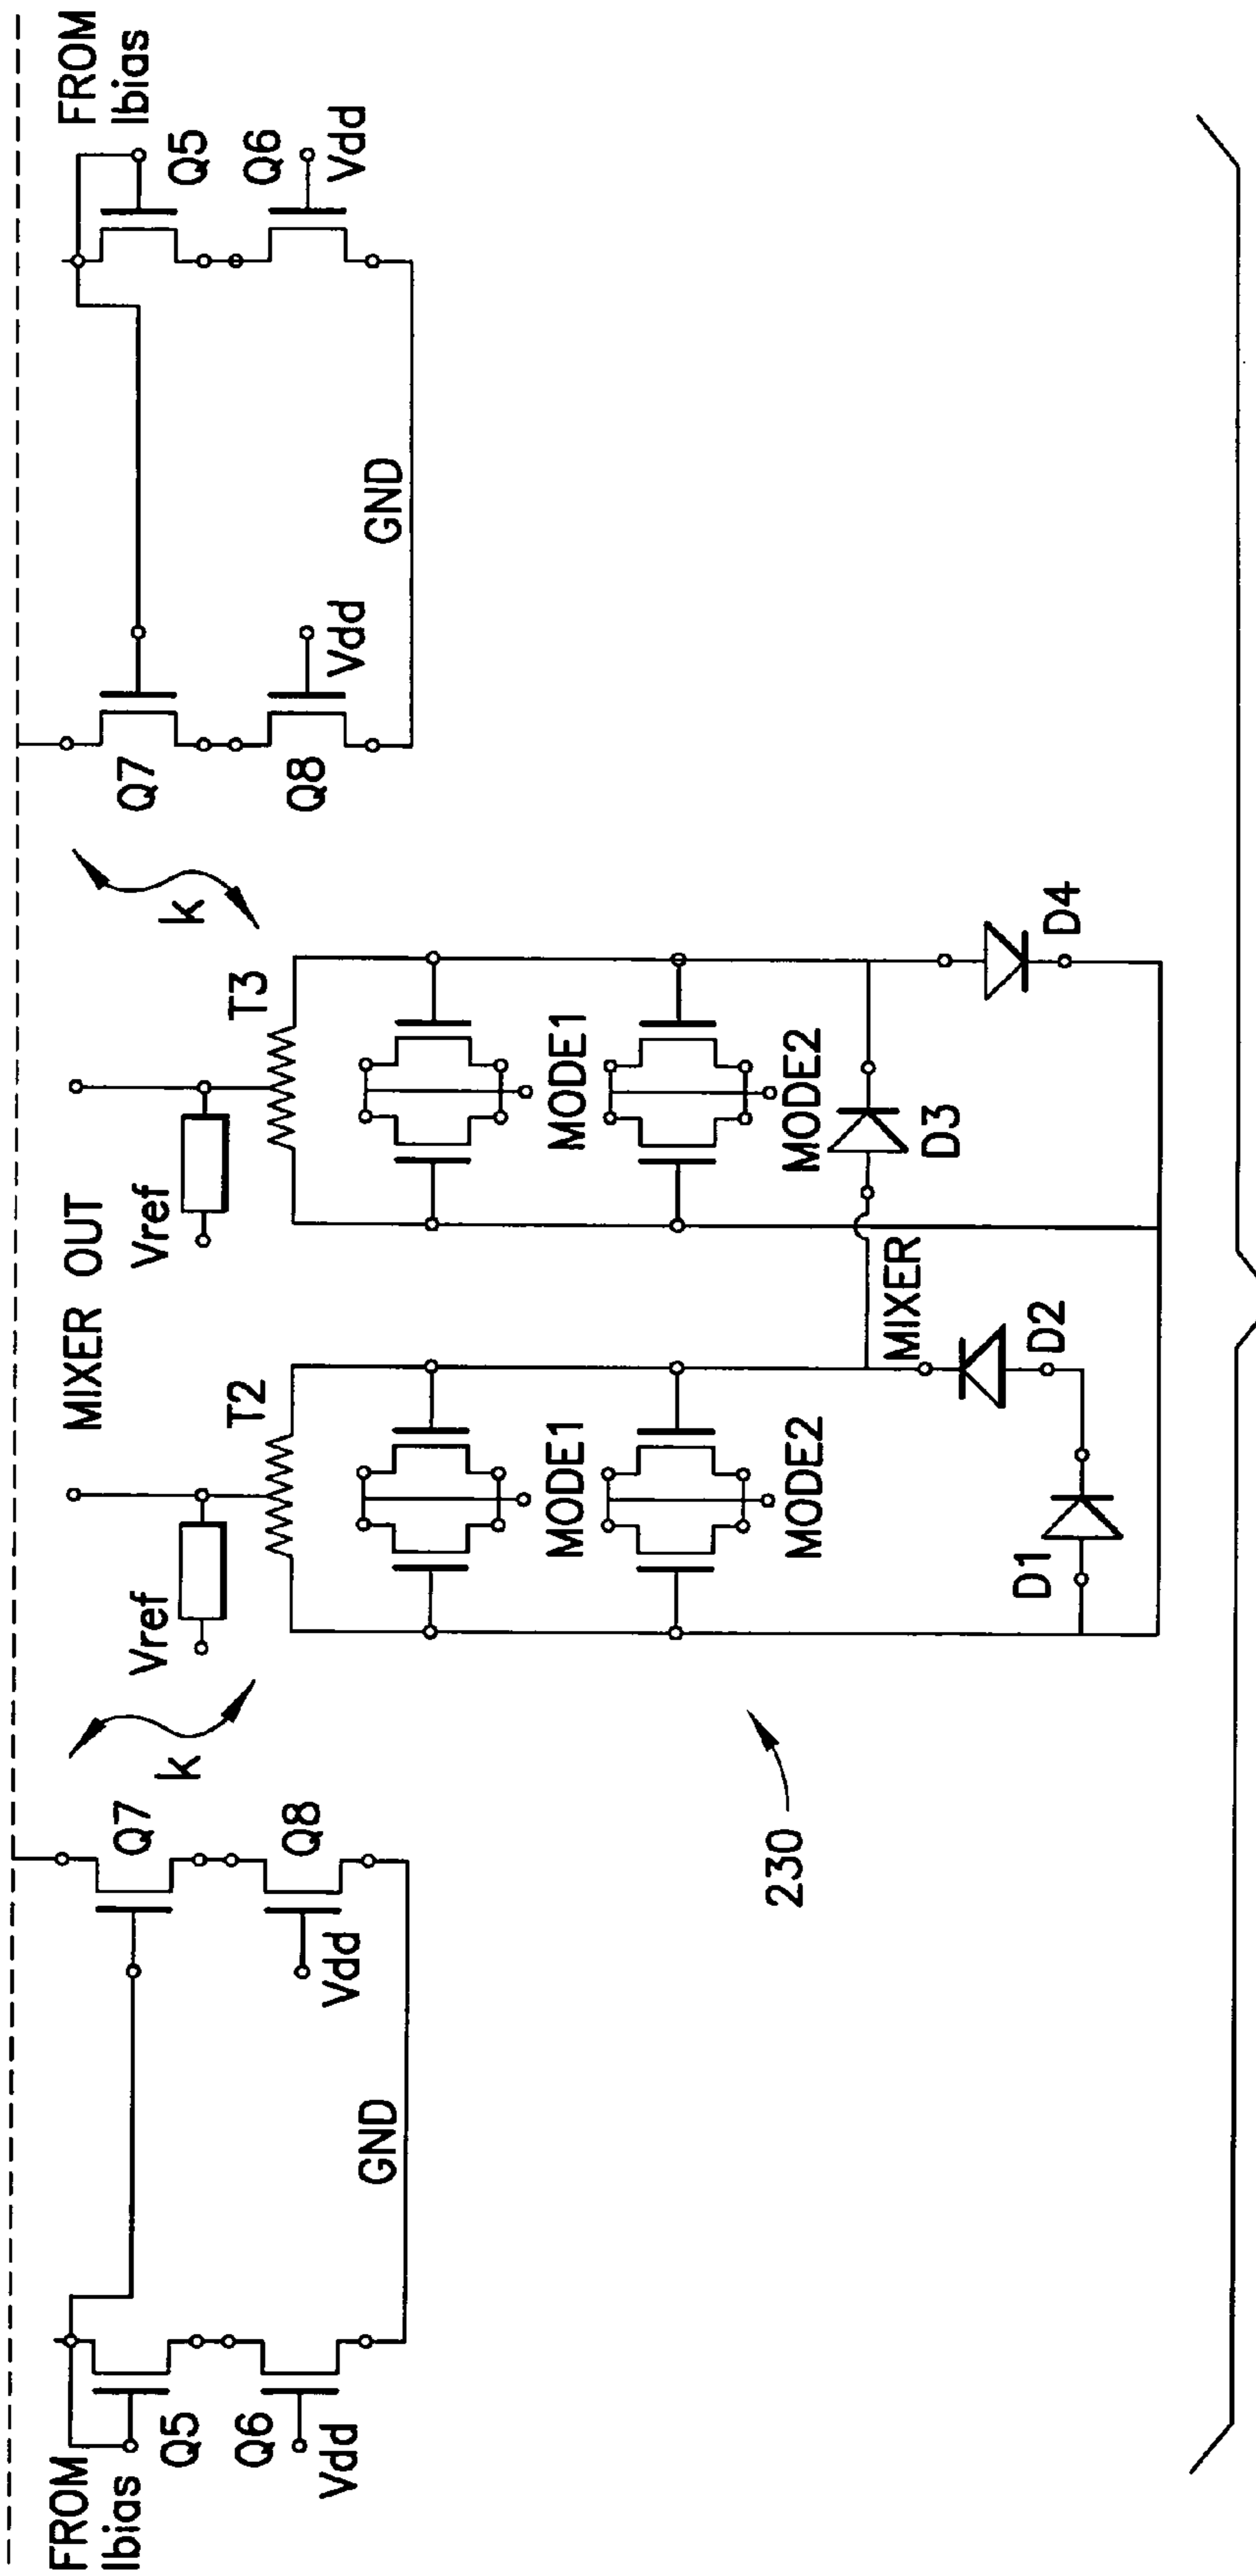 FROM
Ibias
MIXER OUT
FROM
Ibias
Q7
Vref
Vref
Q7
Q5
k
k
Q5
Q6
T2
T3
Q6
Q8
Q8
Vdd
Vdd
Vdd
Vdd
GND
GND
MODE1
MODE1
MODE2
MODE2
230
MIXER
D3
D1
D2
D4